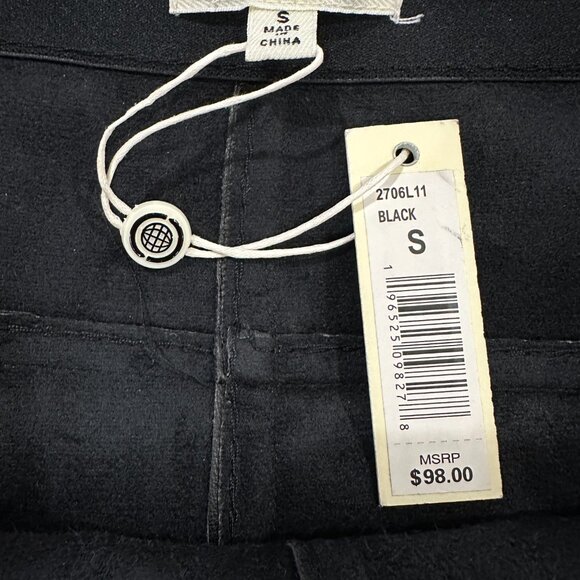 S
MADE
IN
CHINA
2706L11
BLACK
S
1 96525 09827 8
MSRP
$98.00